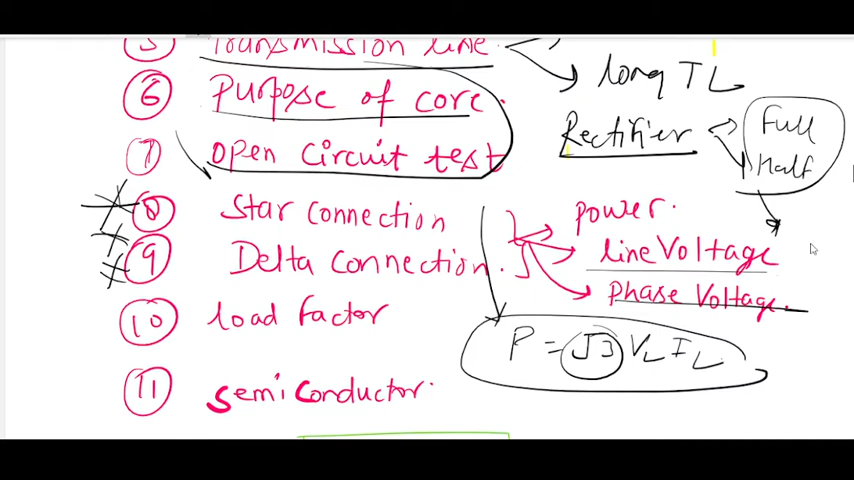 5 Transmission line
long TL
6 Purpose of core.
7 open circuit test
Rectifier
Full
Half
8 Star connection
9 Delta connection.
power.
line Voltage
phase Voltage.
10 load factor
P = √3 VL IL
11 semiconductor.